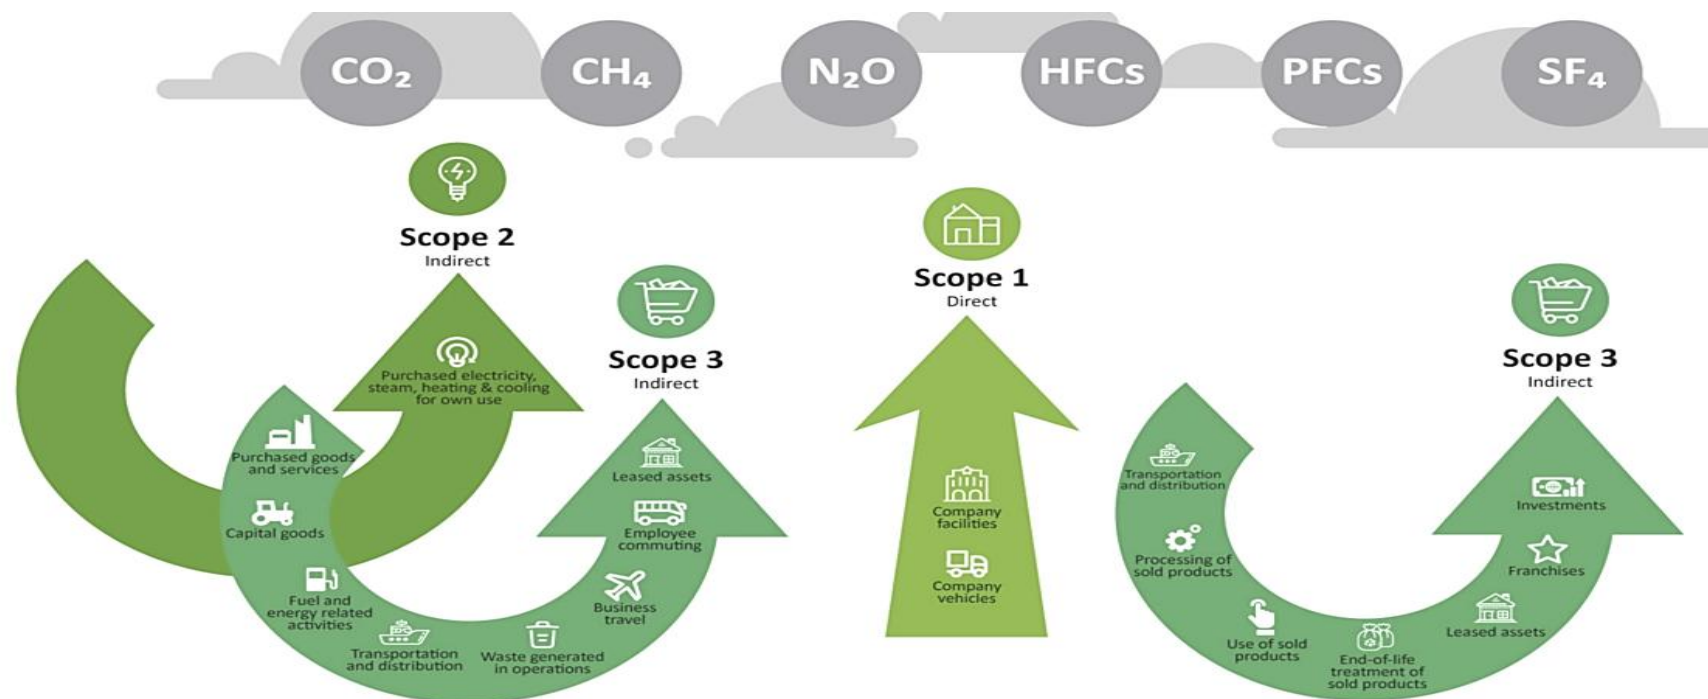 CO₂
CH₄
N₂O
HFCs
PFCs
SF₄
Scope 2
Indirect
Purchased electricity,
steam, heating & cooling
for own use
Scope 3
Indirect
Purchased goods
and services
Capital goods
Fuel and
energy related
activities
Transportation
and distribution
Waste generated
in operations
Business
travel
Employee
commuting
Leased assets
Scope 1
Direct
Company
facilities
Company
vehicles
Scope 3
Indirect
Transportation
and distribution
Processing of
sold products
Use of sold
products
End-of-life
treatment of
sold products
Leased assets
Franchises
Investments